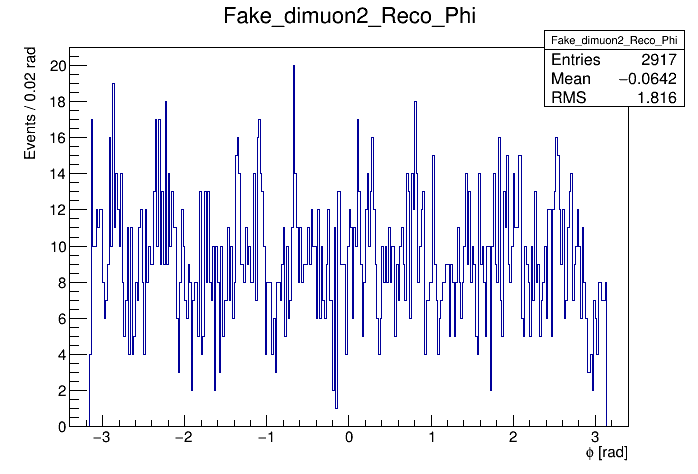 Fake_dimuon2_Reco_Phi
Fake_dimuon2_Reco_Phi
Entries 2917
Mean −0.0642
RMS 1.816
Events / 0.02 rad
20
18
16
14
12
10
8
6
4
2
0
−3 −2 −1 0 1 2 3
ϕ [rad]